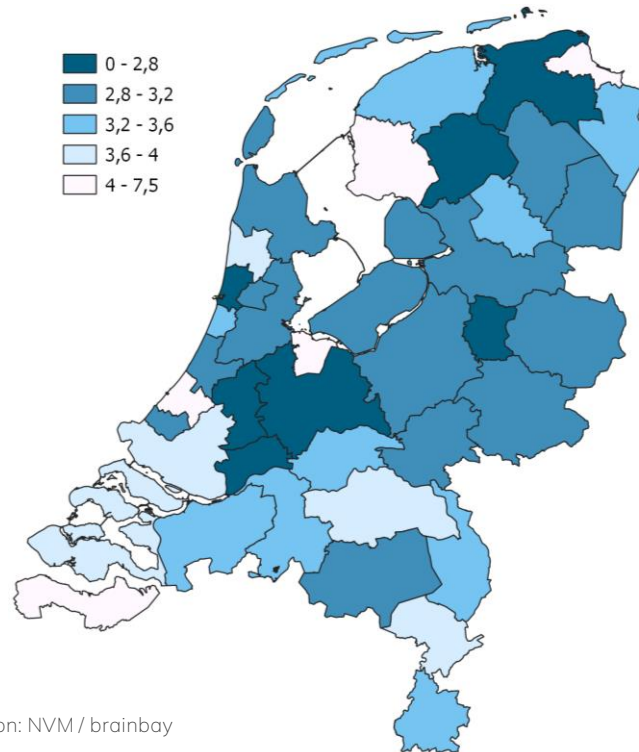 0 - 2,8
2,8 - 3,2
3,2 - 3,6
3,6 - 4
4 - 7,5
on: NVM / brainbay